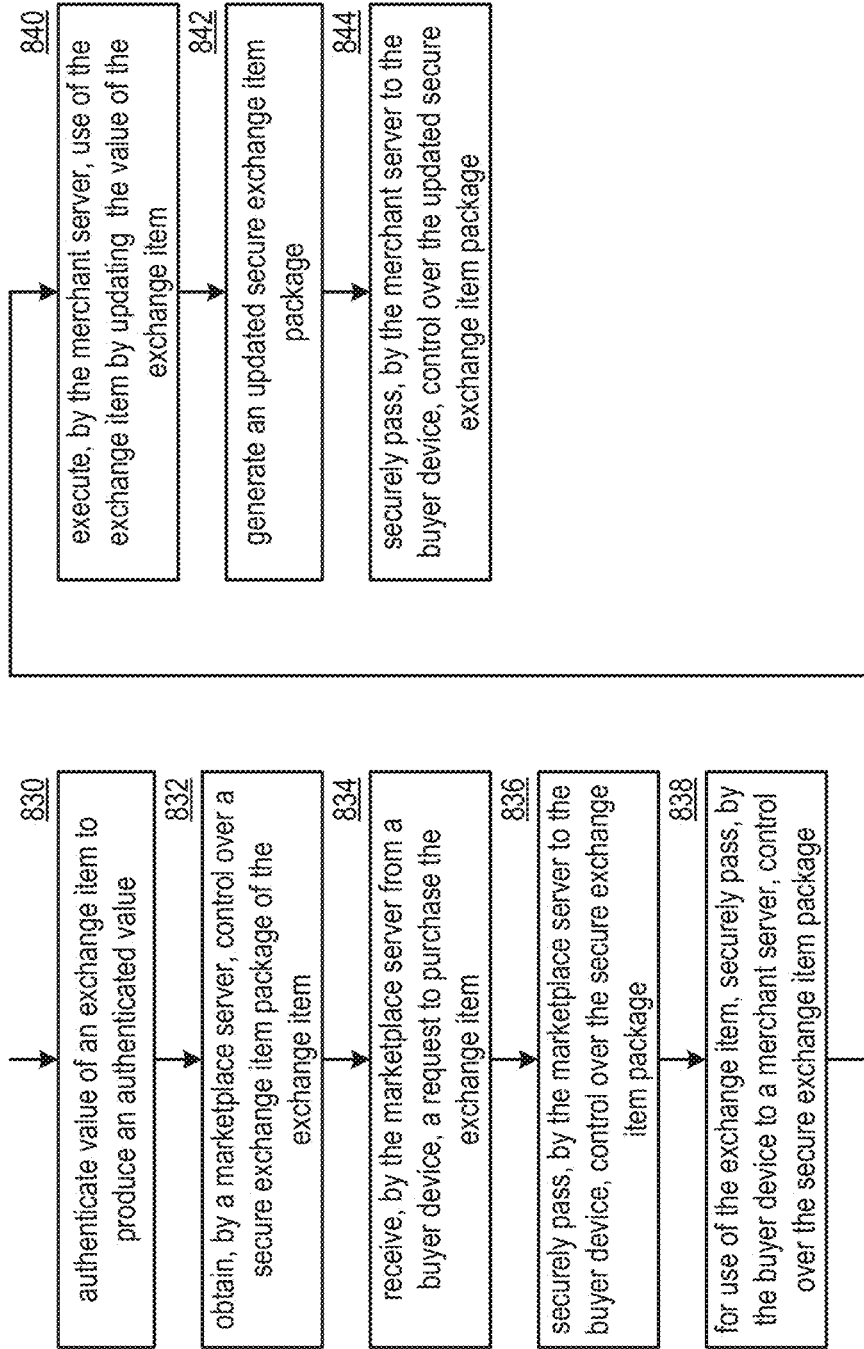 830
authenticate value of an exchange item to
produce an authenticated value
832
obtain, by a marketplace server, control over a
secure exchange item package of the
exchange item
834
receive, by the marketplace server from a
buyer device, a request to purchase the
exchange item
836
securely pass, by the marketplace server to the
buyer device, control over the secure exchange
item package
838
for use of the exchange item, securely pass, by
the buyer device to a merchant server, control
over the secure exchange item package
840
execute, by the merchant server, use of the
exchange item by updating the value of the
exchange item
842
generate an updated secure exchange item
package
844
securely pass, by the merchant server to the
buyer device, control over the updated secure
exchange item package